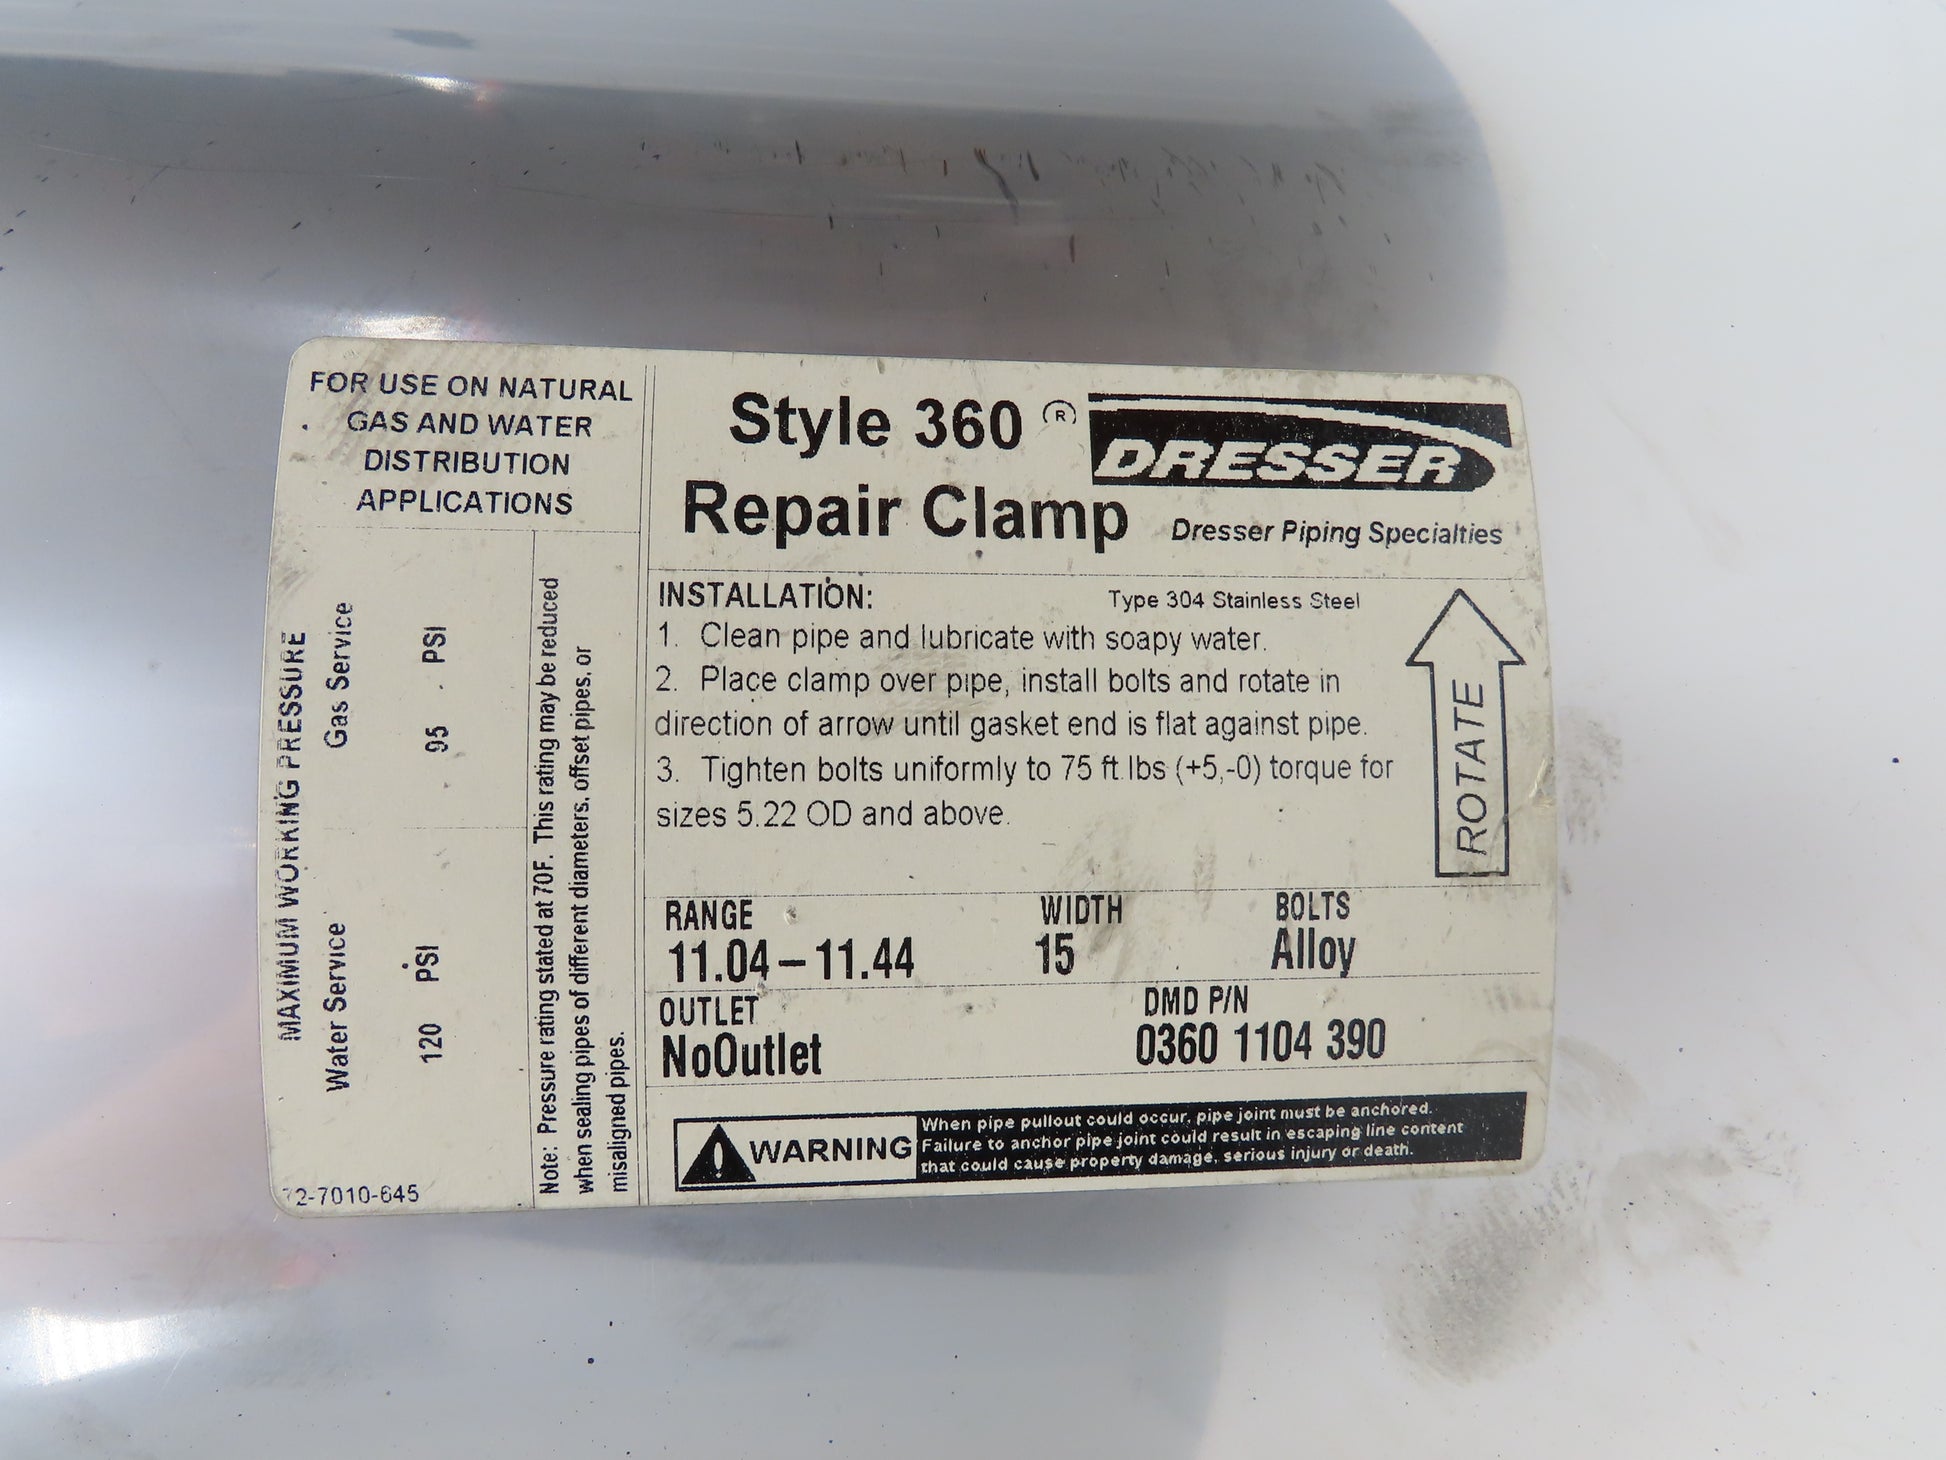 FOR USE ON NATURAL
GAS AND WATER
DISTRIBUTION
APPLICATIONS
MAXIMUM WORKING PRESSURE
Water Service
Gas Service
120 PSI
95 PSI
Note: Pressure rating stated at 70F. This rating may be reduced
when sealing pipes of different diameters, offset pipes, or
misaligned pipes.
72-7010-645
Style 360 ®
Repair Clamp
DRESSER
Dresser Piping Specialties
INSTALLATION:
Type 304 Stainless Steel
1. Clean pipe and lubricate with soapy water.
2. Place clamp over pipe, install bolts and rotate in
direction of arrow until gasket end is flat against pipe.
3. Tighten bolts uniformly to 75 ft.lbs (+5,-0) torque for
sizes 5.22 OD and above.
ROTATE
RANGE
11.04-11.44
WIDTH
15
BOLTS
Alloy
OUTLET
NoOutlet
DMD P/N
0360 1104 390
WARNING
When pipe pullout could occur, pipe joint must be anchored.
Failure to anchor pipe joint could result in escaping line content
that could cause property damage, serious injury or death.